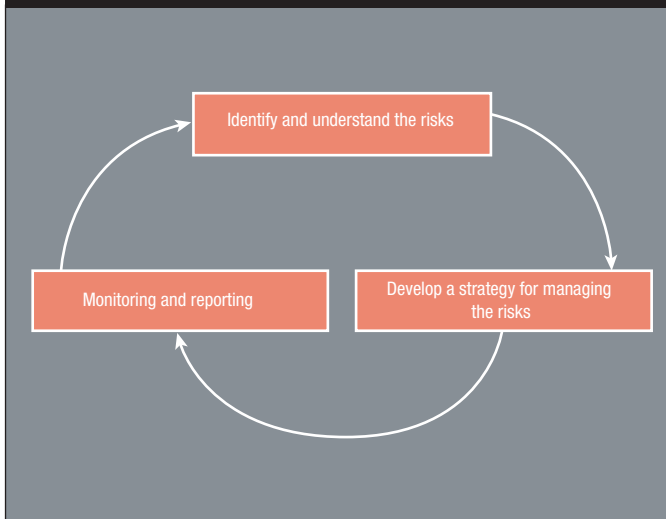 Identify and understand the risks
Monitoring and reporting
Develop a strategy for managing
the risks